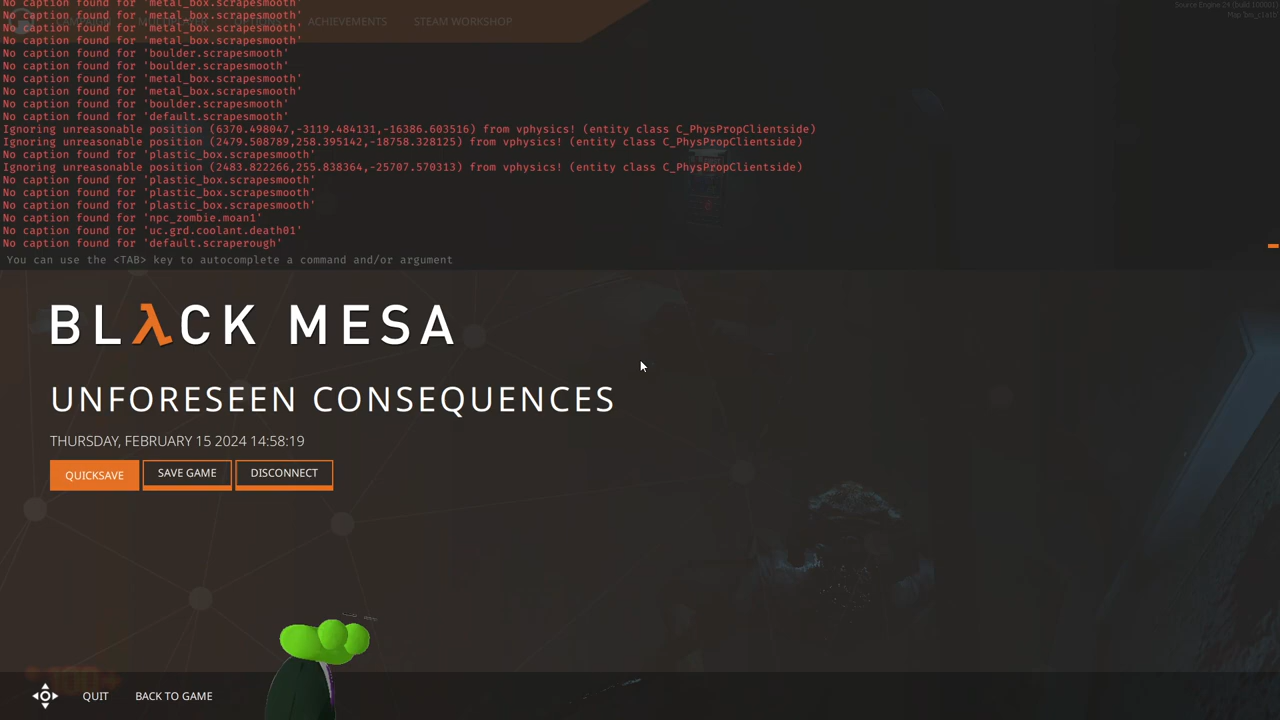 No caption found for 'metal_box.scrapesmooth'
No caption found for 'metal_box.scrapesmooth'
ACHIEVEMENTS STEAM WORKSHOP
No caption found for 'metal_box.scrapesmooth'
No caption found for 'metal_box.scrapesmooth'
No caption found for 'boulder.scrapesmooth'
No caption found for 'boulder.scrapesmooth'
No caption found for 'metal_box.scrapesmooth'
No caption found for 'metal_box.scrapesmooth'
No caption found for 'boulder.scrapesmooth'
No caption found for 'default.scrapesmooth'
Ignoring unreasonable position (6370.498047,-3119.484131,-16386.603516) from vphysics! (entity class C_PhysPropClientside)
Ignoring unreasonable position (2479.508789,258.395142,-18758.328125) from vphysics! (entity class C_PhysPropClientside)
No caption found for 'plastic_box.scrapesmooth'
Ignoring unreasonable position (2483.822266,255.838364,-25707.570313) from vphysics! (entity class C_PhysPropClientside)
No caption found for 'plastic_box.scrapesmooth'
No caption found for 'plastic_box.scrapesmooth'
No caption found for 'plastic_box.scrapesmooth'
No caption found for 'npc_zombie.moan1'
No caption found for 'uc.grd.coolant.death01'
No caption found for 'default.scraperough'
You can use the <TAB> key to autocomplete a command and/or argument
BLλCK MESA
UNFORESEEN CONSEQUENCES
THURSDAY, FEBRUARY 15 2024 14:58:19
QUICKSAVE SAVE GAME DISCONNECT
QUIT BACK TO GAME